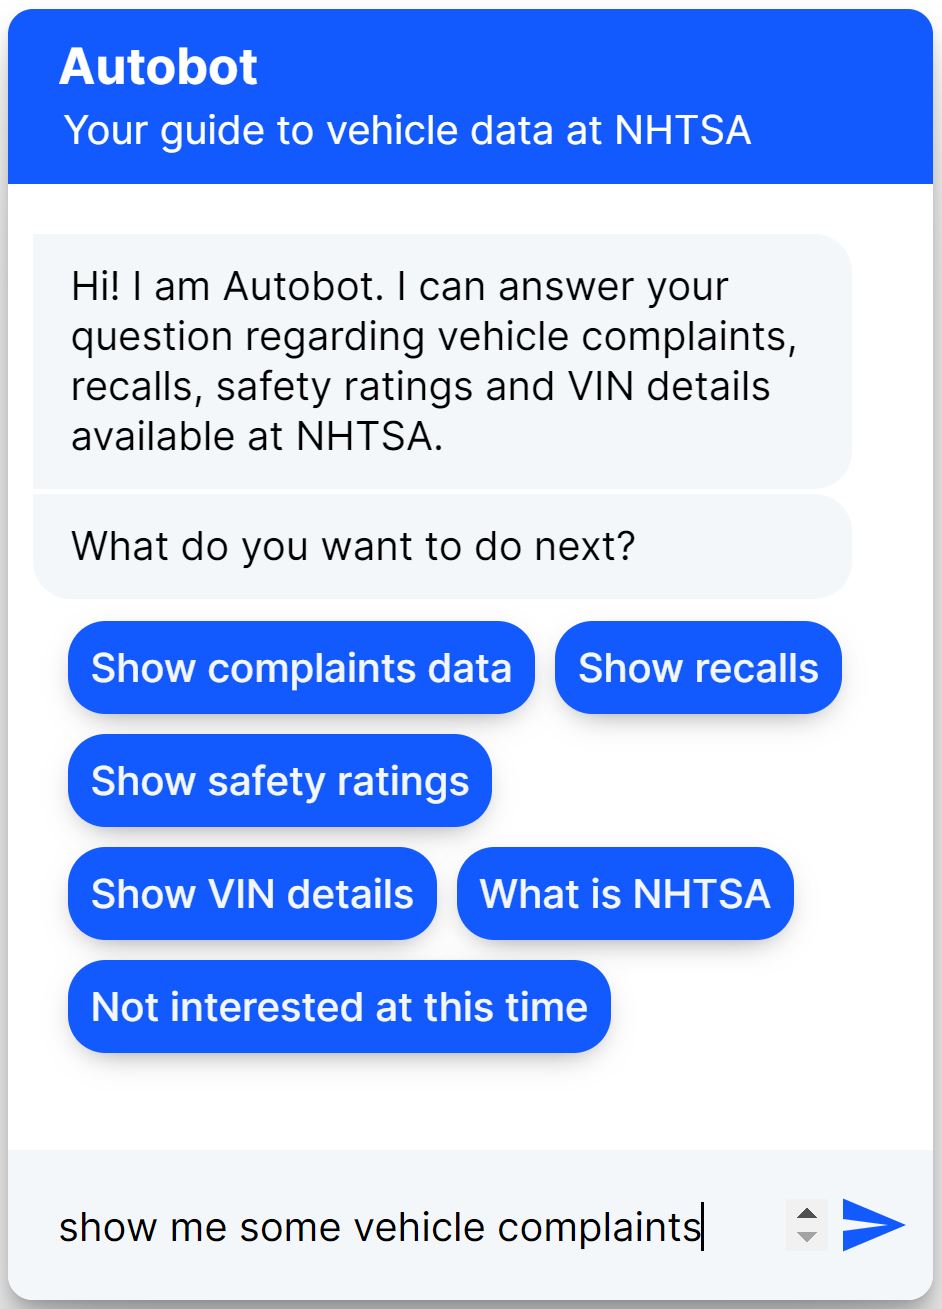 Autobot
Your guide to vehicle data at NHTSA
Hi! I am Autobot. I can answer your
question regarding vehicle complaints,
recalls, safety ratings and VIN details
available at NHTSA.
What do you want to do next?
Show complaints data
Show recalls
Show safety ratings
Show VIN details
What is NHTSA
Not interested at this time
show me some vehicle complaints